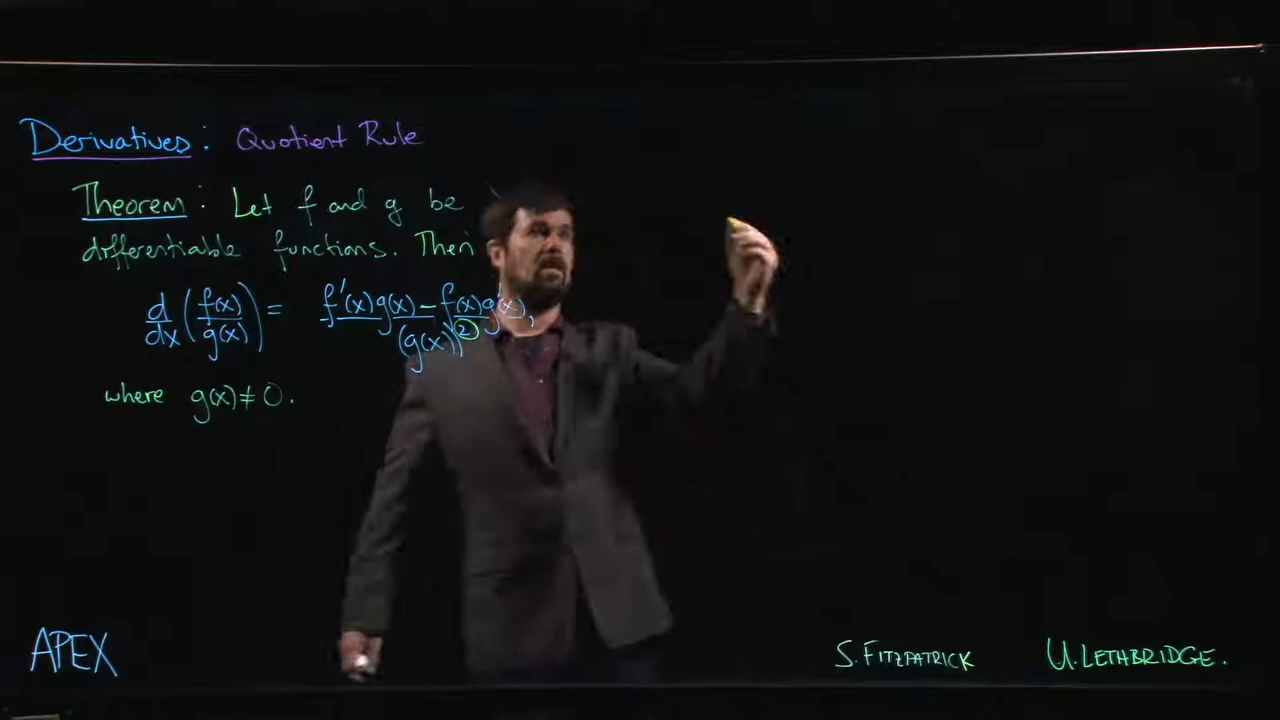 Derivatives: Quotient Rule
Theorem: Let f and g be
differentiable functions. Then
d/dx (f(x)/g(x)) = (f'(x)g(x) - f(x)g'(x))/(g(x))²,
where g(x) ≠ 0.
APEX
S. FITZPATRICK
U. LETHBRIDGE.